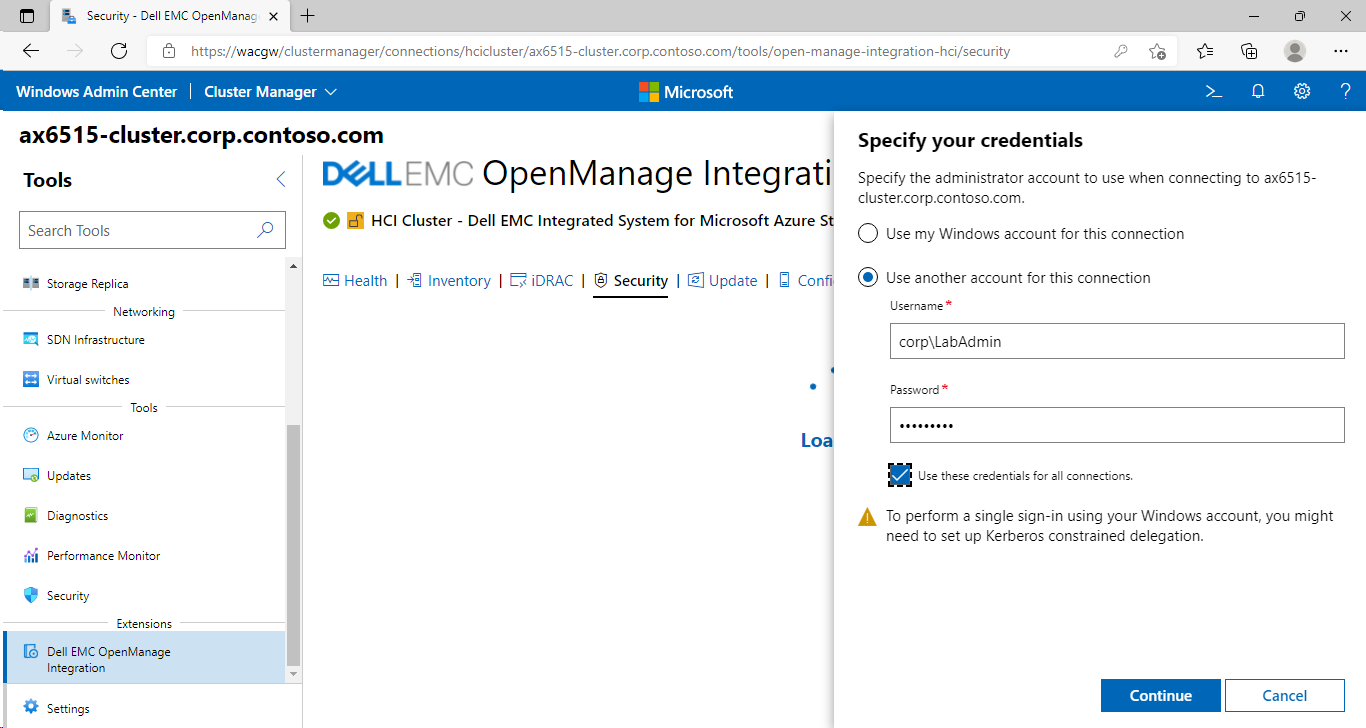 Security - Dell EMC OpenManag
https://wacgw/clustermanager/connections/hcicluster/ax6515-cluster.corp.contoso.com/tools/open-manage-integration-hci/security
Windows Admin Center
Cluster Manager
Microsoft
ax6515-cluster.corp.contoso.com
Tools
Search Tools
Storage Replica
Networking
SDN Infrastructure
Virtual switches
Tools
Azure Monitor
Updates
Diagnostics
Performance Monitor
Security
Extensions
Dell EMC OpenManage
Integration
Settings
DELLEMC OpenManage Integrati
HCI Cluster - Dell EMC Integrated System for Microsoft Azure St
Health | Inventory | iDRAC | Security | Update | Confi
Loa
Specify your credentials
Specify the administrator account to use when connecting to ax6515-
cluster.corp.contoso.com.
Use my Windows account for this connection
Use another account for this connection
Username *
corp\LabAdmin
Password *
•••••••••
Use these credentials for all connections.
To perform a single sign-in using your Windows account, you might
need to set up Kerberos constrained delegation.
Continue
Cancel